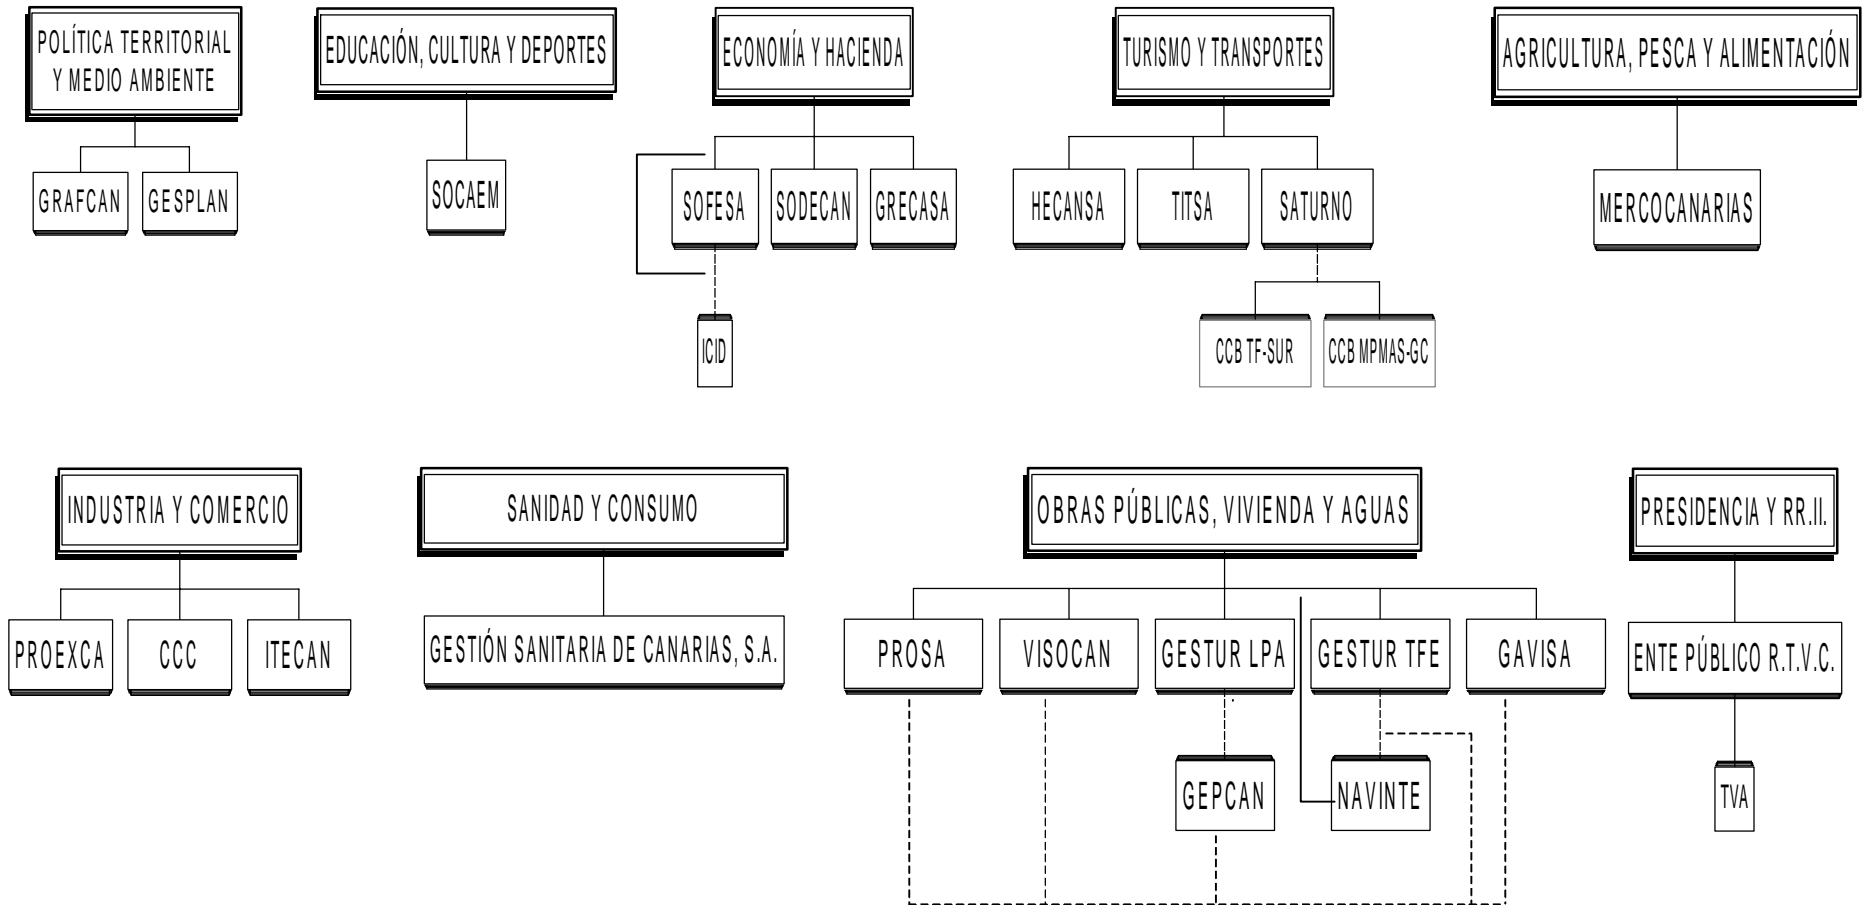 POLÍTICA TERRITORIAL
Y MEDIO AMBIENTE
EDUCACIÓN, CULTURA Y DEPORTES
ECONOMÍA Y HACIENDA
TURISMO Y TRANSPORTES
AGRICULTURA, PESCA Y ALIMENTACIÓN
GRAFCAN
GESPLAN
SOCAEM
SOFESA
SODECAN
GRECASA
HECANSA
TITSA
SATURNO
MERCOCANARIAS
ICID
CCB TF-SUR
CCB MPMAS-GC
INDUSTRIA Y COMERCIO
SANIDAD Y CONSUMO
OBRAS PÚBLICAS, VIVIENDA Y AGUAS
PRESIDENCIA Y RR.II.
PROEXCA
CCC
ITECAN
GESTIÓN SANITARIA DE CANARIAS, S.A.
PROSA
VISOCAN
GESTUR LPA
GESTUR TFE
GAVISA
ENTE PÚBLICO R.T.V.C.
GEPCAN
NAVINTE
TVA